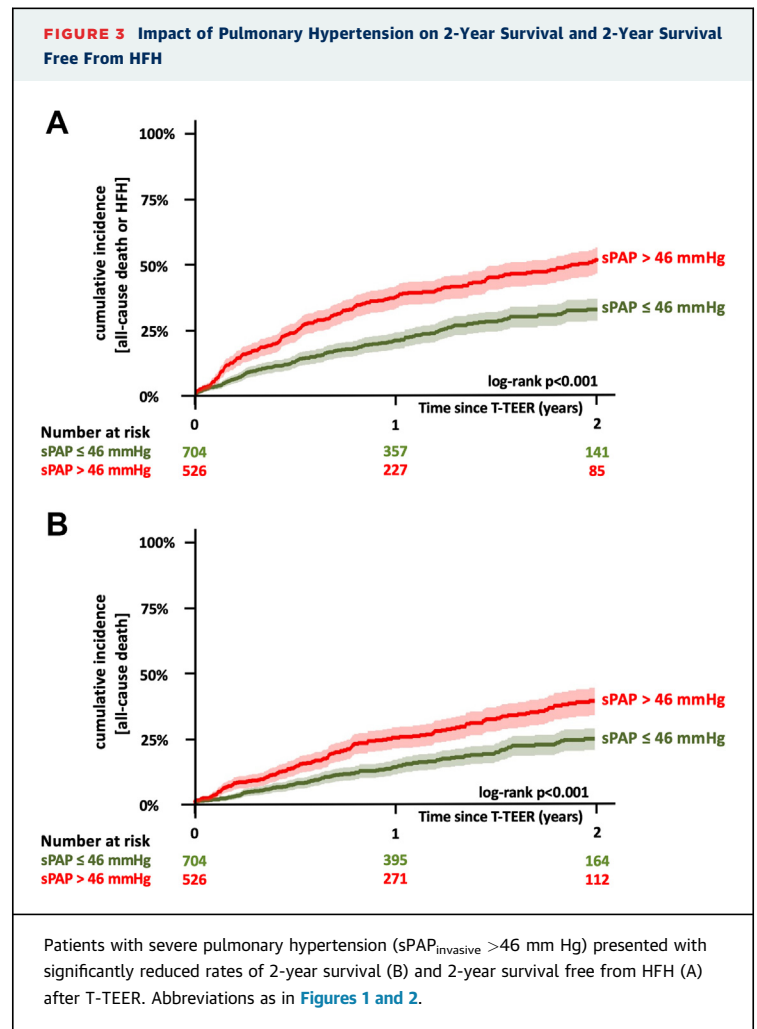 FIGURE 3 Impact of Pulmonary Hypertension on 2-Year Survival and 2-Year Survival
Free From HFH
A
cumulative incidence
[all-cause death or HFH]
100%
75%
50%
25%
0%
sPAP > 46 mmHg
sPAP ≤ 46 mmHg
log-rank p<0.001
Time since T-TEER (years)
0 1 2
Number at risk
sPAP ≤ 46 mmHg 704 357 141
sPAP > 46 mmHg 526 227 85
B
cumulative incidence
[all-cause death]
100%
75%
50%
25%
0%
sPAP > 46 mmHg
sPAP ≤ 46 mmHg
log-rank p<0.001
Time since T-TEER (years)
0 1 2
Number at risk
sPAP ≤ 46 mmHg 704 395 164
sPAP > 46 mmHg 526 271 112
Patients with severe pulmonary hypertension (sPAPinvasive >46 mm Hg) presented with
significantly reduced rates of 2-year survival (B) and 2-year survival free from HFH (A)
after T-TEER. Abbreviations as in Figures 1 and 2.